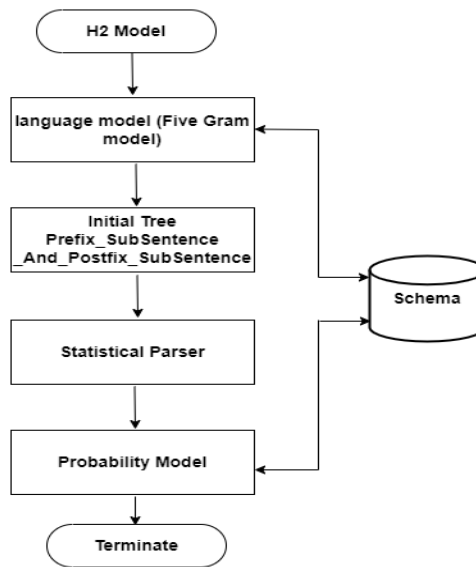 H2 Model
language model (Five Gram
model)
Initial Tree
Prefix_SubSentence
_And_Postfix_SubSentence
Schema
Statistical Parser
Probability Model
Terminate